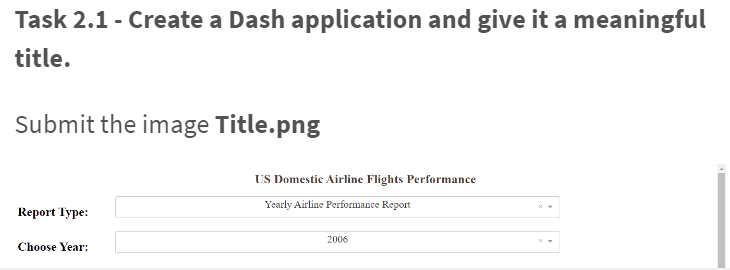 Task 2.1 - Create a Dash application and give it a meaningful
title.
Submit the image Title.png
US Domestic Airline Flights Performance
Report Type:
Yearly Airline Performance Report
Choose Year:
2006